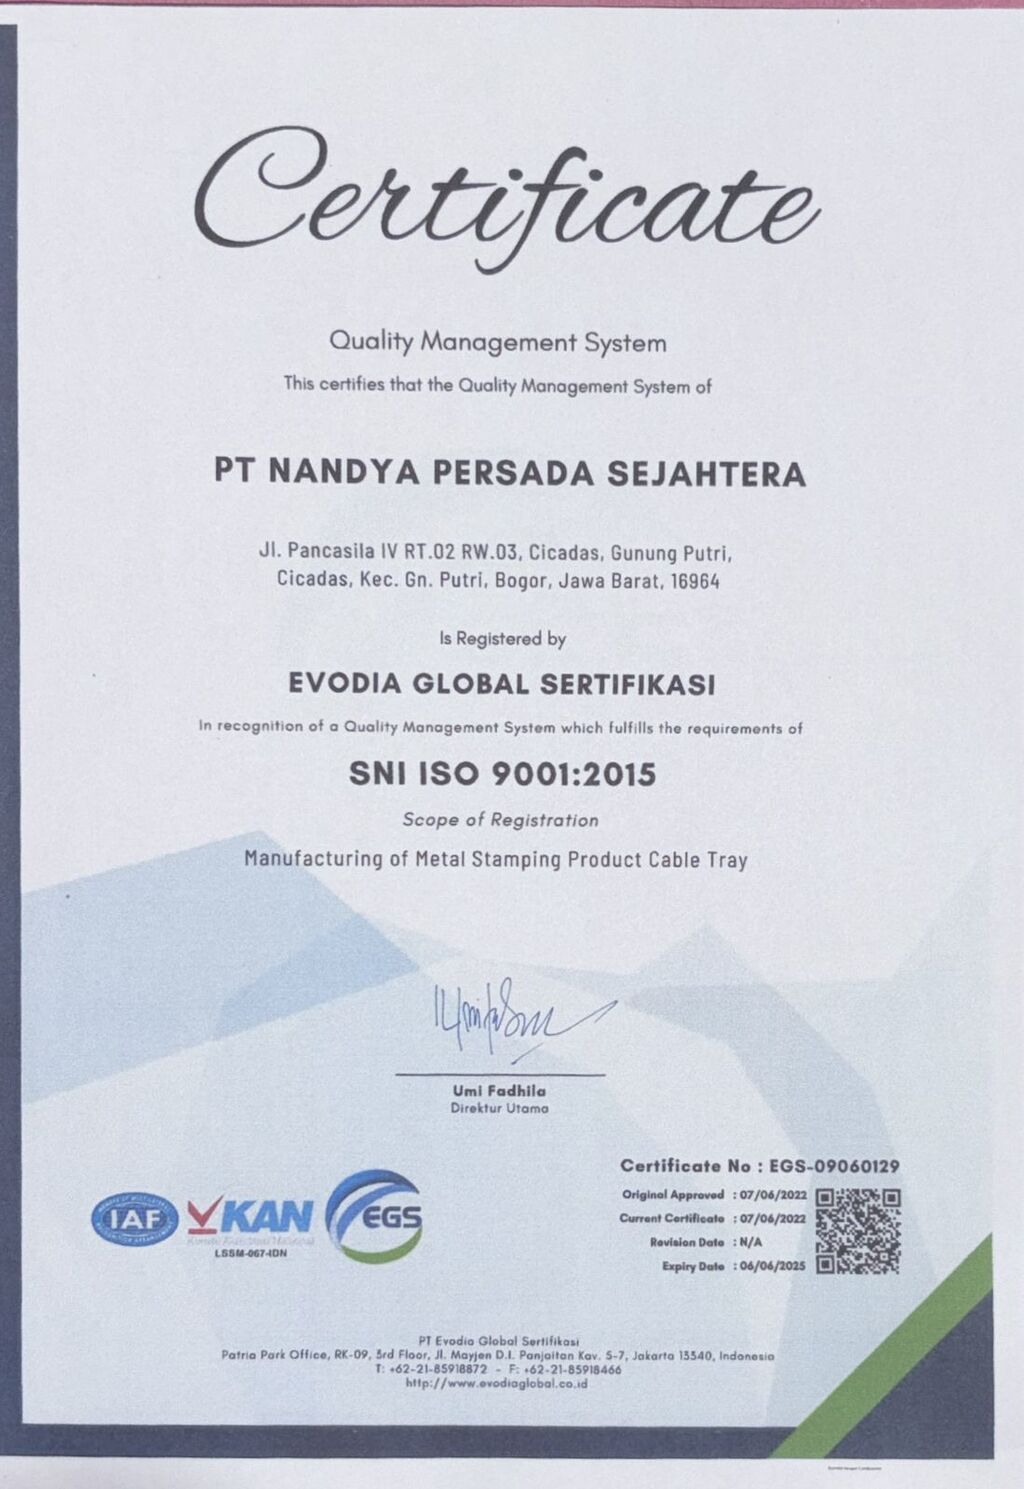 Certificate
Quality Management System
This certifies that the Quality Management System of
PT NANDYA PERSADA SEJAHTERA
Jl. Pancasila IV RT.02 RW.03, Cicadas, Gunung Putri,
Cicadas, Kec. Gn. Putri, Bogor, Jawa Barat, 16964
Is Registered by
EVODIA GLOBAL SERTIFIKASI
In recognition of a Quality Management System which fulfills the requirements of
SNI ISO 9001:2015
Scope of Registration
Manufacturing of Metal Stamping Product Cable Tray
Umi Fadhila
Direktur Utama
Certificate No : EGS-09060129
Original Approved : 07/06/2022
Current Certificate : 07/06/2022
Revision Date : N/A
Expiry Date : 06/06/2025
IAF
KAN
LSSM-067-IDN
EGS
PT Evodia Global Sertifikasi
Patria Park Office, RK-09, 3rd Floor, Jl. Mayjen D.I. Panjaitan Kav. 5-7, Jakarta 13340, Indonesia
T: +62-21-85918872 - F: +62-21-85918466
http://www.evodiaglobal.co.id